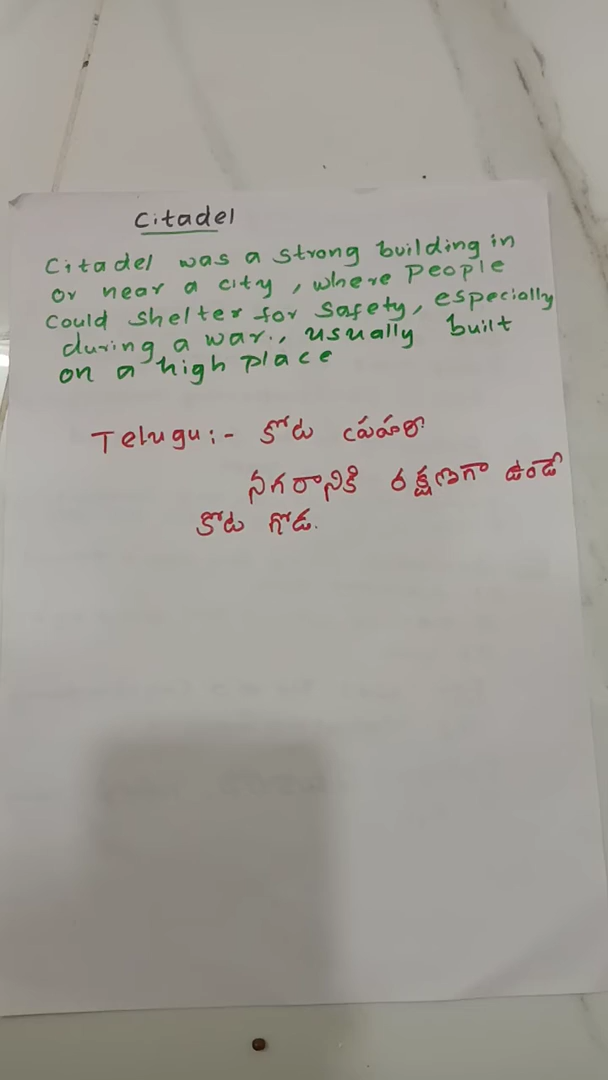 Citadel
Citadel was a strong building in
or near a city, where people
could shelter for safety, especially
during a war., usually built
on a high place
Telugu:- కోట
నగరానికి రక్షణగా ఉండే
కోట గోడ.